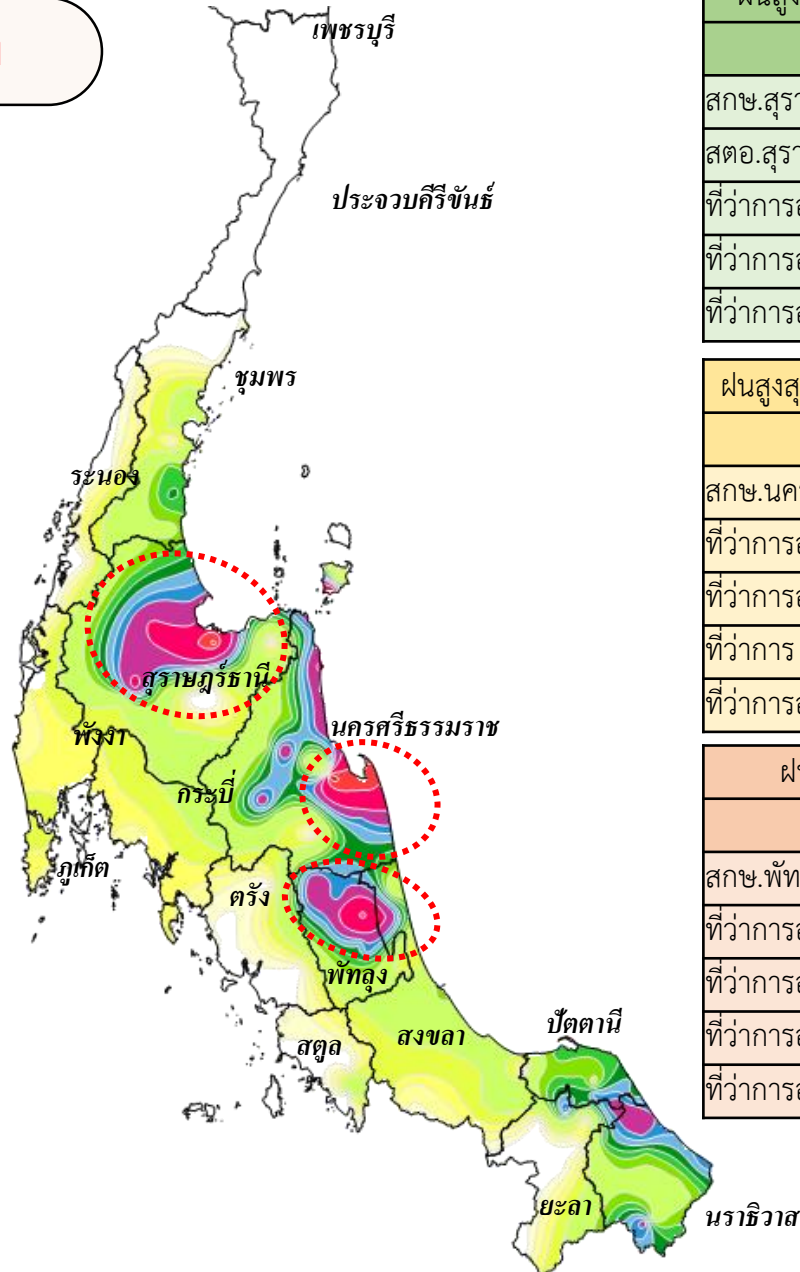 เพชรบุรี
ประจวบคีรีขันธ์
ชุมพร
ระนอง
สุราษฎร์ธานี
นครศรีธรรมราช
พังงา
กระบี่
ภูเก็ต
ตรัง
พัทลุง
สงขลา
สตูล
ปัตตานี
ยะลา
นราธิวาส
ฝนสูง
สกษ.สุรา
สตอ.สุรา
ที่ว่าการอ
ที่ว่าการอ
ที่ว่าการอ
ฝนสูงสุ
สกษ.นค
ที่ว่าการอ
ที่ว่าการอ
ที่ว่าการ
ที่ว่าการอ
ฝน
สกษ.พัท
ที่ว่าการอ
ที่ว่าการอ
ที่ว่าการอ
ที่ว่าการอ